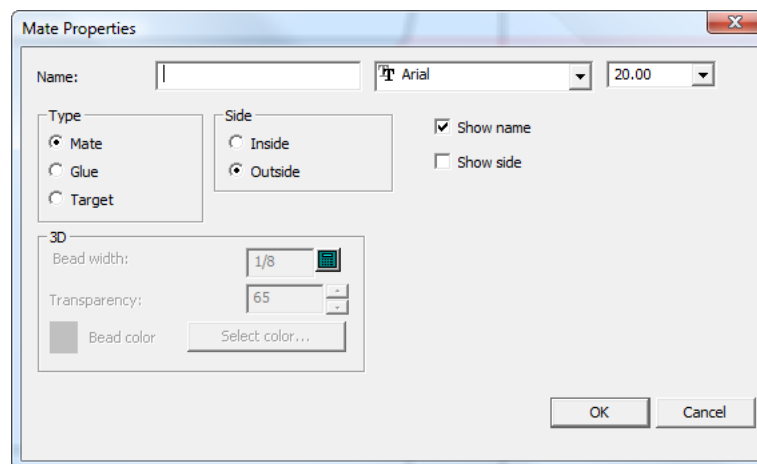 Mate Properties
Name: Arial 20.00
Type Side
Mate Inside Show name
Glue Outside Show side
Target
3D
Bead width: 1/8
Transparency: 65
Bead color Select color...
OK Cancel